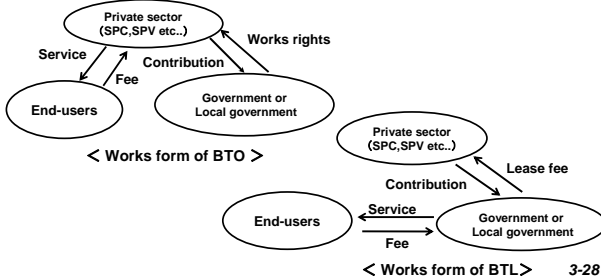 Private sector
(SPC,SPV etc..)
Works rights
Service
Contribution
Fee
End-users
Government or
Local government
< Works form of BTO >
Private sector
(SPC,SPV etc..)
Lease fee
Contribution
Service
End-users
Government or
Local government
Fee
< Works form of BTL >
3-28